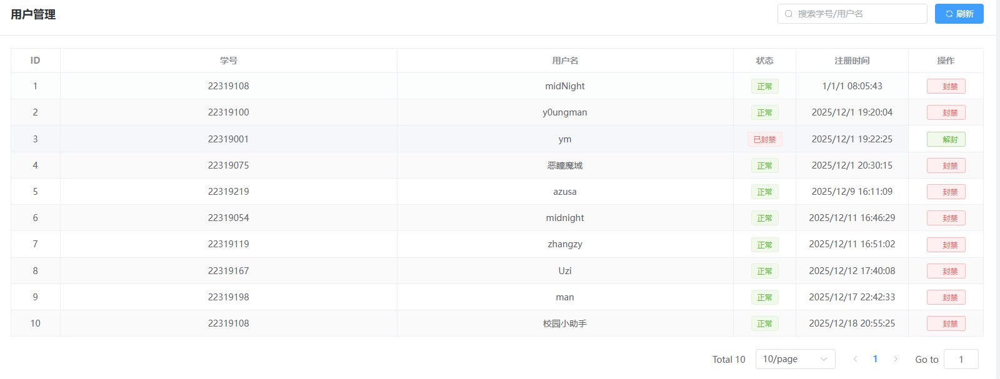 用户管理 搜索学号/用户名 刷新
ID 学号 用户名 状态 注册时间 操作
1 22319108 midNight 正常 1/1/1 08:05:43 封禁
2 22319100 y0ungman 正常 2025/12/1 19:20:04 封禁
3 22319001 ym 已封禁 2025/12/1 19:22:25 解封
4 22319075 恶瞳魔域 正常 2025/12/1 20:30:15 封禁
5 22319219 azusa 正常 2025/12/9 16:11:09 封禁
6 22319054 midnight 正常 2025/12/11 16:46:29 封禁
7 22319119 zhangzy 正常 2025/12/11 16:51:02 封禁
8 22319167 Uzi 正常 2025/12/12 17:40:08 封禁
9 22319198 man 正常 2025/12/17 22:42:33 封禁
10 22319108 校园小助手 正常 2025/12/18 20:55:25 封禁
Total 10 10/page 1 Go to 1